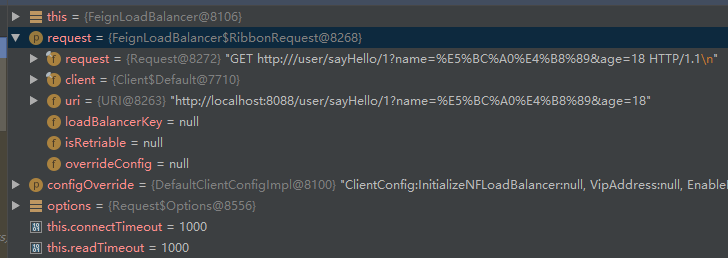 this = {FeignLoadBalancer@8106}
request = {FeignLoadBalancer$RibbonRequest@8268}
request = {Request@8272} "GET http:///user/sayHello/1?name=%E5%BC%A0%E4%B8%89&age=18 HTTP/1.1\n"
client = {Client$Default@7710}
uri = {URI@8263} "http://localhost:8088/user/sayHello/1?name=%E5%BC%A0%E4%B8%89&age=18"
loadBalancerKey = null
isRetriable = null
overrideConfig = null
configOverride = {DefaultClientConfigImpl@8100} "ClientConfig:InitializeNFLoadBalancer:null, VipAddress:null, Enable
options = {Request$Options@8556}
this.connectTimeout = 1000
this.readTimeout = 1000